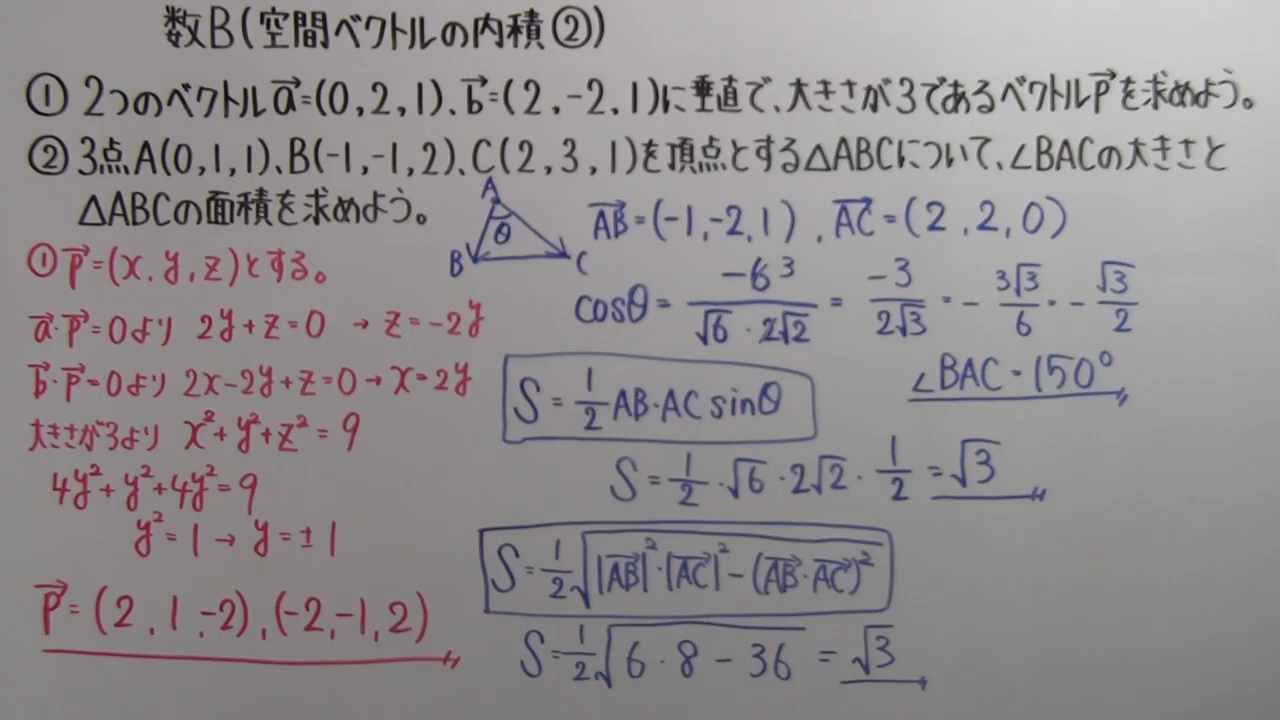 数B(空間ベクトルの内積②)
① 2つのベクトルa→=(0,2,1)、b→=(2,-2,1)に垂直で、大きさが3であるベクトルp→を求めよう。
② 3点A(0,1,1)、B(-1,-1,2)、C(2,3,1)を頂点とする△ABCについて、∠BACの大きさと
△ABCの面積を求めよう。
①p→=(x,y,z)とする。
a→・p→=0より 2y+z=0 → z=-2y
b→・p→=0より 2x-2y+z=0→x=2y
大きさが3より x²+y²+z²=9
4y²+y²+4y²=9
y²=1→y=±1
p→=(2,1,-2),(-2,-1,2)
A
θ
B C
AB→=(-1,-2,1), AC→=(2,2,0)
cosθ= -6 3/√6・2√2 = -3/2√3 = - 3√3/6 = - √3/2
∠BAC=150°
S=1/2 AB・AC sinθ
S=1/2・√6・2√2・1/2=√3
S=1/2√|AB→|²・|AC→|²-(AB→・AC→)²
S=1/2√6・8-36 =√3